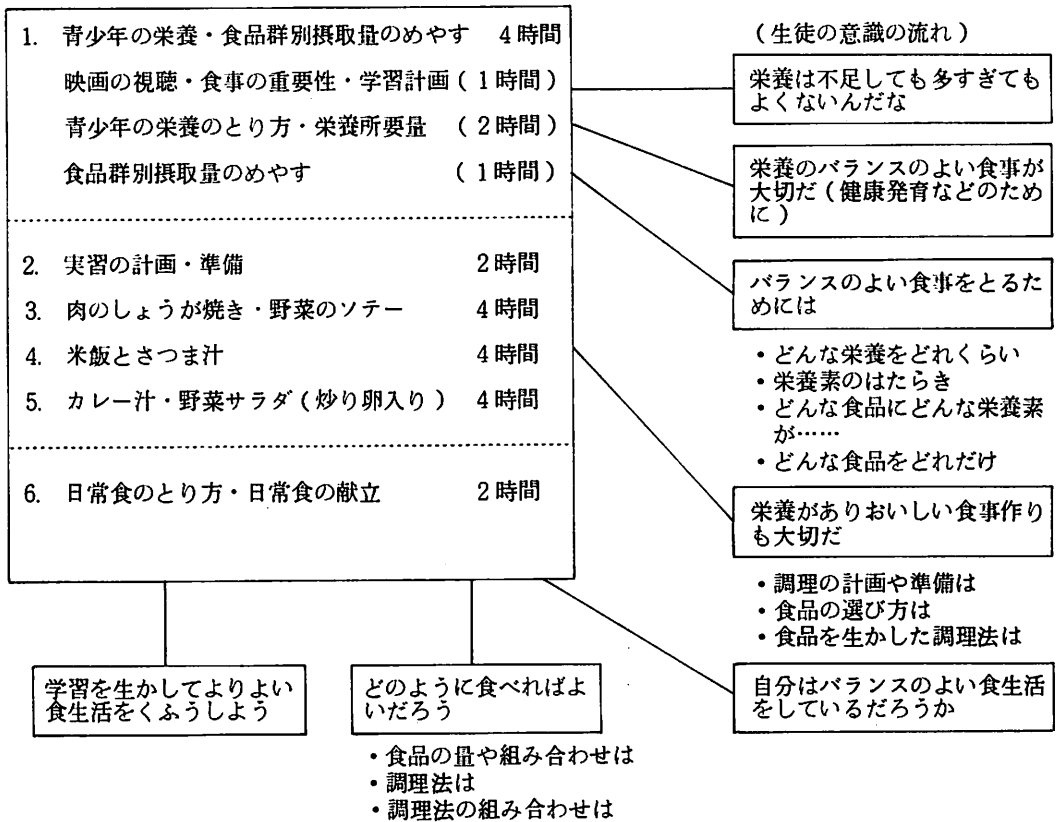 1. 青少年の栄養・食品群別摂取量のめやす 4時間
映画の視聴・食事の重要性・学習計画(1時間)
青少年の栄養のとり方・栄養所要量 (2時間)
食品群別摂取量のめやす (1時間)
2. 実習の計画・準備 2時間
3. 肉のしょうが焼き・野菜のソテー 4時間
4. 米飯とさつま汁 4時間
5. カレー汁・野菜サラダ(炒り卵入り) 4時間
6. 日常食のとり方・日常食の献立 2時間
(生徒の意識の流れ)
栄養は不足しても多すぎても
よくないんだな
栄養のバランスのよい食事が
大切だ(健康発育などのため
に)
バランスのよい食事をとるた
めには
・どんな栄養をどれくらい
・栄養素のはたらき
・どんな食品にどんな栄養素
が……
・どんな食品をどれだけ
栄養がありおいしい食事作り
も大切だ
・調理の計画や準備は
・食品の選び方は
・食品を生かした調理法は
自分はバランスのよい食生活
をしているだろうか
どのように食べればよ
いだろう
・食品の量や組み合わせは
・調理法は
・調理法の組み合わせは
学習を生かしてよりよい
食生活をくふうしよう